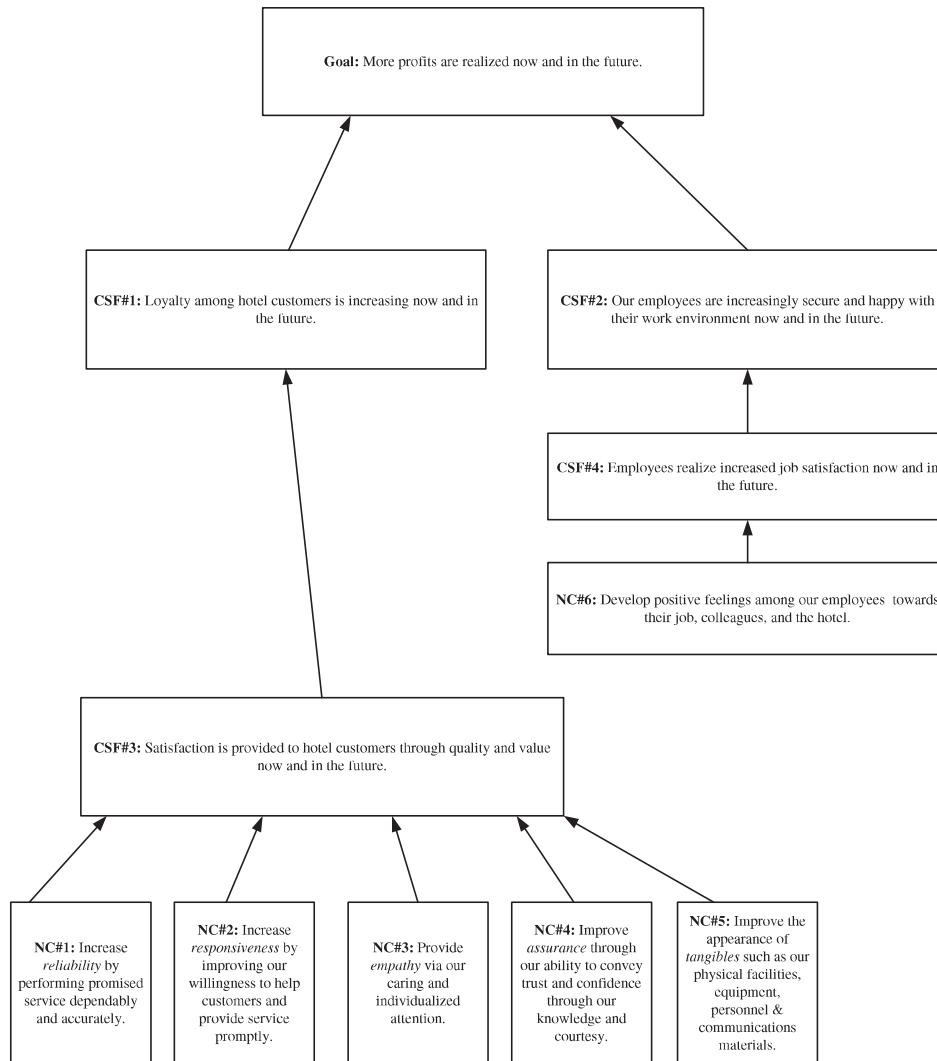 Goal: More profits are realized now and in the future.
CSF#1: Loyalty among hotel customers is increasing now and in
the future.
CSF#2: Our employees are increasingly secure and happy with
their work environment now and in the future.
CSF#4: Employees realize increased job satisfaction now and in
the future.
NC#6: Develop positive feelings among our employees towards
their job, colleagues, and the hotel.
CSF#3: Satisfaction is provided to hotel customers through quality and value
now and in the future.
NC#1: Increase
reliability by
performing promised
service dependably
and accurately.
NC#2: Increase
responsiveness by
improving our
willingness to help
customers and
provide service
promptly.
NC#3: Provide
empathy via our
caring and
individualized
attention.
NC#4: Improve
assurance through
our ability to convey
trust and confidence
through our
knowledge and
courtesy.
NC#5: Improve the
appearance of
tangibles such as our
physical facilities,
equipment,
personnel &
communications
materials.